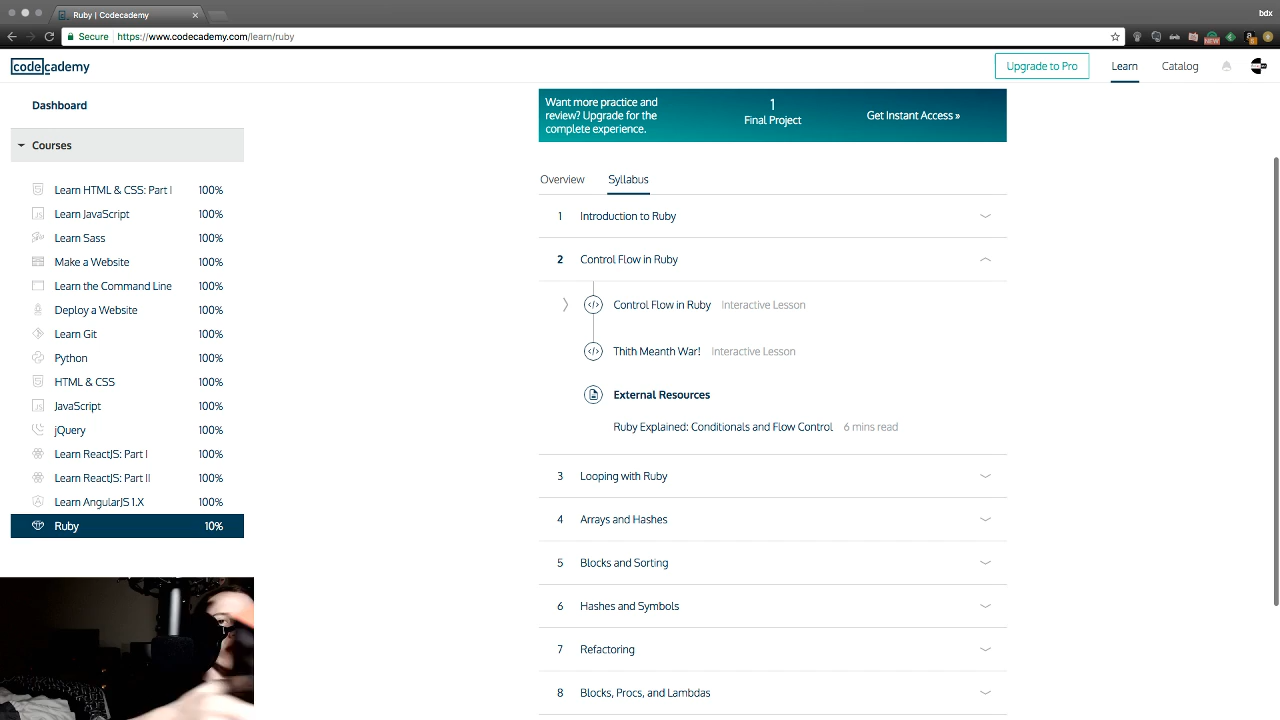 Ruby | Codecademy
bdx
Secure https://www.codecademy.com/learn/ruby
NEW
codecademy
Upgrade to Pro
Learn
Catalog
Dashboard
Courses
Learn HTML & CSS: Part I 100%
Learn JavaScript 100%
Learn Sass 100%
Make a Website 100%
Learn the Command Line 100%
Deploy a Website 100%
Learn Git 100%
Python 100%
HTML & CSS 100%
JavaScript 100%
jQuery 100%
Learn ReactJS: Part I 100%
Learn ReactJS: Part II 100%
Learn AngularJS 1.X 100%
Ruby 10%
Want more practice and
review? Upgrade for the
complete experience.
1
Final Project
Get Instant Access »
Overview Syllabus
1 Introduction to Ruby
2 Control Flow in Ruby
Control Flow in Ruby Interactive Lesson
Thith Meanth War! Interactive Lesson
External Resources
Ruby Explained: Conditionals and Flow Control 6 mins read
3 Looping with Ruby
4 Arrays and Hashes
5 Blocks and Sorting
6 Hashes and Symbols
7 Refactoring
8 Blocks, Procs, and Lambdas